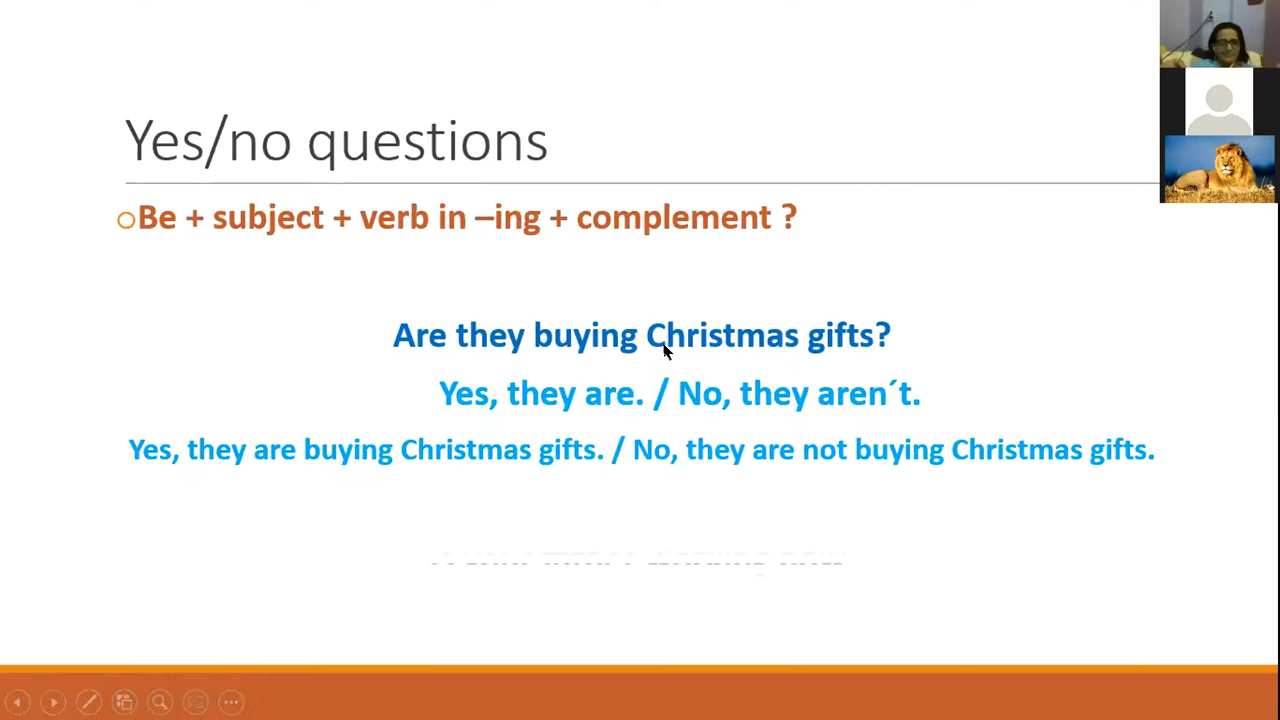 Yes/no questions
Be + subject + verb in –ing + complement ?
Are they buying Christmas gifts?
Yes, they are. / No, they aren´t.
Yes, they are buying Christmas gifts. / No, they are not buying Christmas gifts.